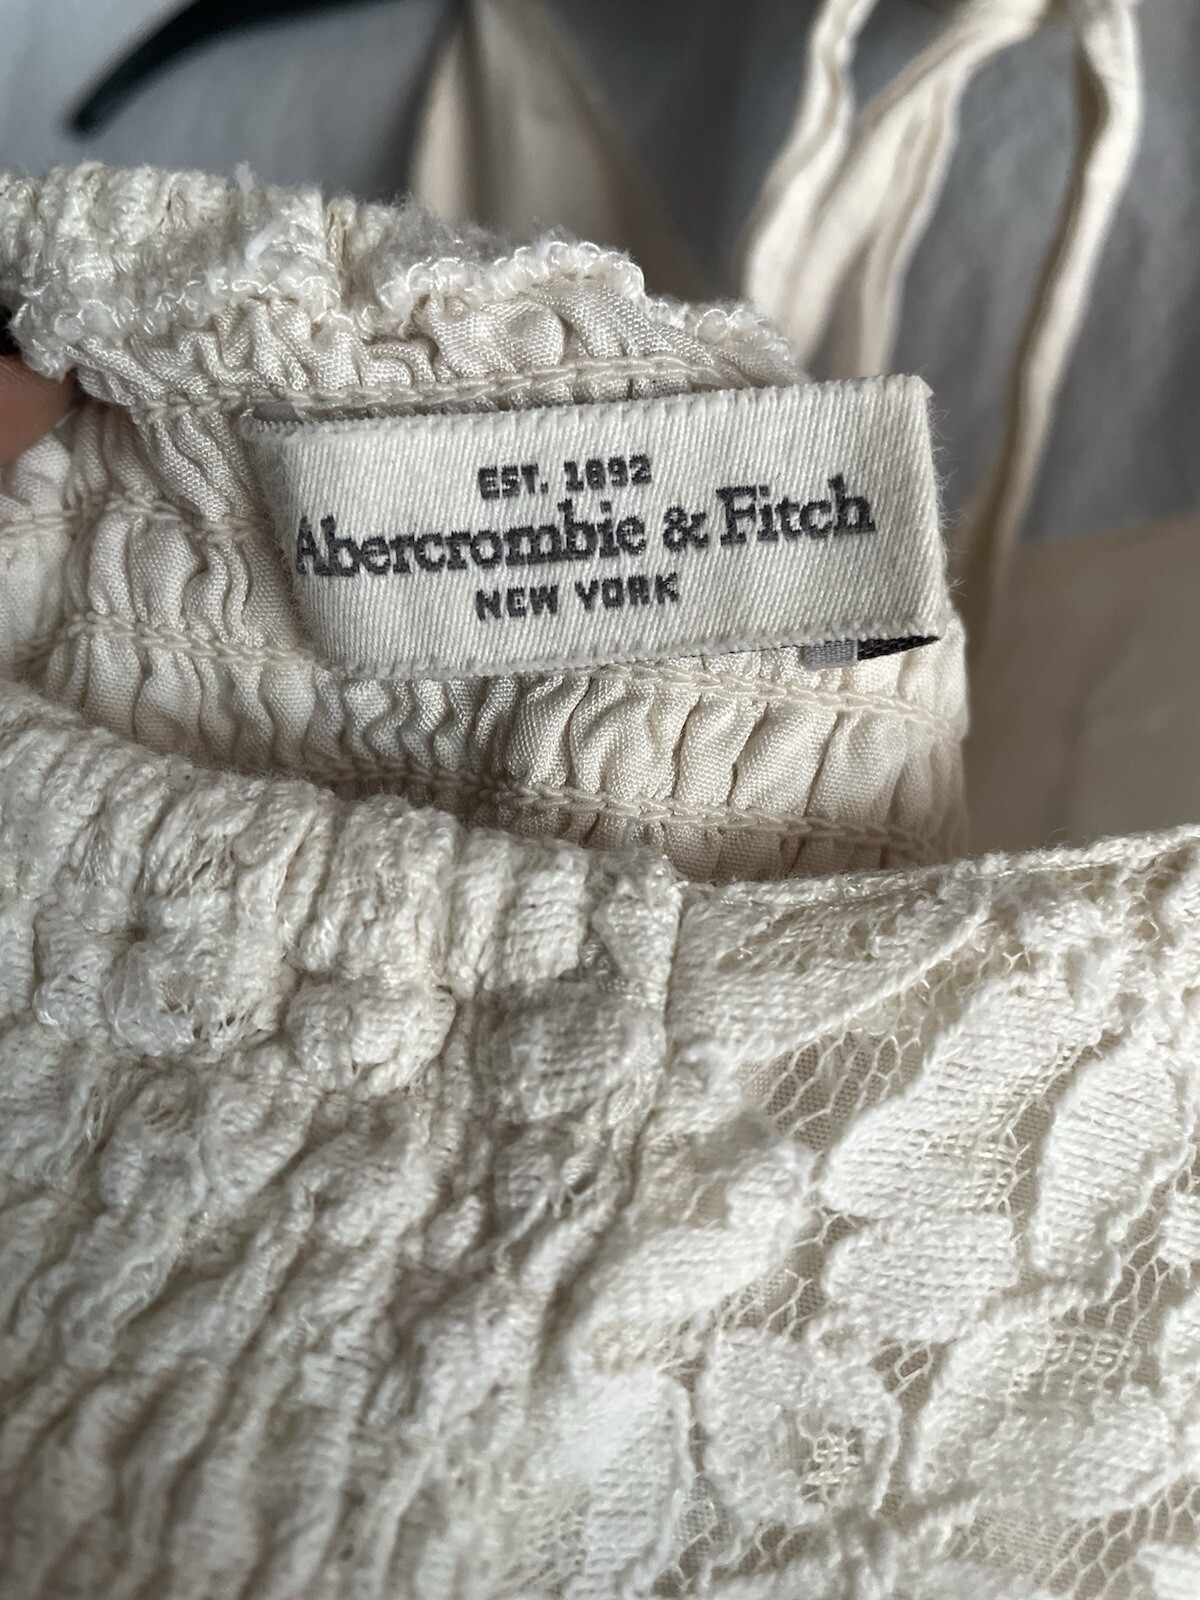 EST. 1892
Abercrombie & Fitch
NEW YORK